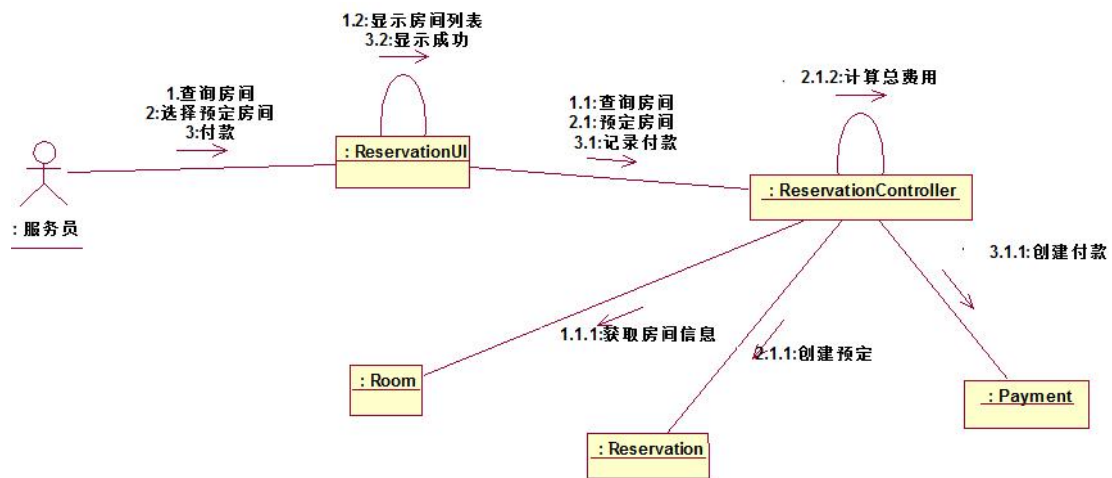 1.2:显示房间列表
3.2:显示成功
1.查询房间
2:选择预定房间
3:付款
: ReservationUI
1.1:查询房间
2.1:预定房间
3.1:记录付款
2.1.2:计算总费用
: ReservationController
: 服务员
3.1.1:创建付款
1.1.1:获取房间信息
2.1.1:创建预定
: Room
: Payment
: Reservation